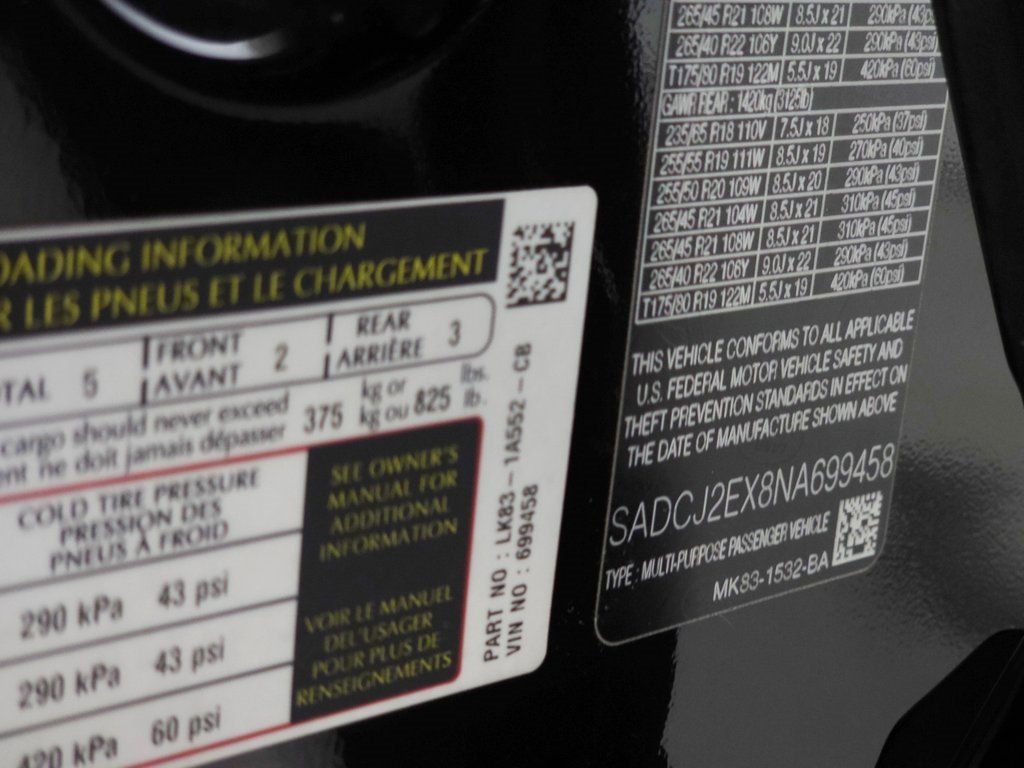 OADING INFORMATION
R LES PNEUS ET LE CHARGEMENT
OTAL 5
FRONT
AVANT 2
REAR
ARRIÈRE 3
cargo should never exceed
ent ne doit jamais dépasser
375 kg or
kg ou 825 lbs.
lb.
COLD TIRE PRESSURE
PRESSION DES
PNEUS À FROID
290 kPa 43 psi
290 kPa 43 psi
420 kPa 60 psi
SEE OWNER'S
MANUAL FOR
ADDITIONAL
INFORMATION
VOIR LE MANUEL
DE L'USAGER
POUR PLUS DE
RENSEIGNEMENTS
PART NO : LK83-1A552-CB
VIN NO : 699458
265/45 R21 108W 8.5J x 21 290kPa (43psi)
265/40 R22 106Y 9.0J x 22 290kPa (43psi)
T175/80 R19 122M 5.5J x 19 420kPa (60psi)
GAWR REAR : 1420kg (3125lb)
235/65 R18 110V 7.5J x 18 250kPa (37psi)
255/55 R19 111W 8.5J x 19 270kPa (40psi)
255/50 R20 109W 8.5J x 20 290kPa (43psi)
265/45 R21 104W 8.5J x 21 310kPa (45psi)
265/45 R21 108W 8.5J x 21 310kPa (45psi)
265/40 R22 106Y 9.0J x 22 290kPa (43psi)
T175/80 R19 122M 5.5J x 19 420kPa (60psi)
THIS VEHICLE CONFORMS TO ALL APPLICABLE
U.S. FEDERAL MOTOR VEHICLE SAFETY AND
THEFT PREVENTION STANDARDS IN EFFECT ON
THE DATE OF MANUFACTURE SHOWN ABOVE
SADCJ2EX8NA699458
TYPE : MULTI-PURPOSE PASSENGER VEHICLE
MK83-1532-BA